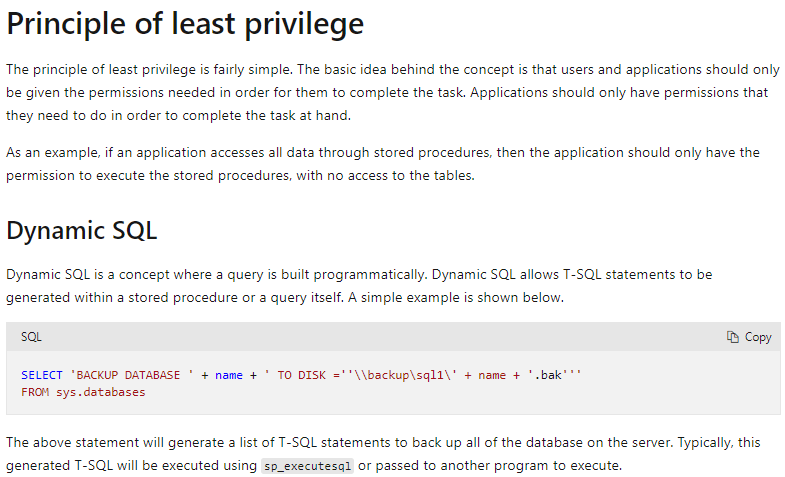 Principle of least privilege
The principle of least privilege is fairly simple. The basic idea behind the concept is that users and applications should only
be given the permissions needed in order for them to complete the task. Applications should only have permissions that
they need to do in order to complete the task at hand.
As an example, if an application accesses all data through stored procedures, then the application should only have the
permission to execute the stored procedures, with no access to the tables.
Dynamic SQL
Dynamic SQL is a concept where a query is built programmatically. Dynamic SQL allows T-SQL statements to be
generated within a stored procedure or a query itself. A simple example is shown below.
SQL Copy
SELECT 'BACKUP DATABASE ' + name + ' TO DISK =''\\backup\sql1\' + name + '.bak'''
FROM sys.databases
The above statement will generate a list of T-SQL statements to back up all of the database on the server. Typically, this
generated T-SQL will be executed using sp_executesql or passed to another program to execute.